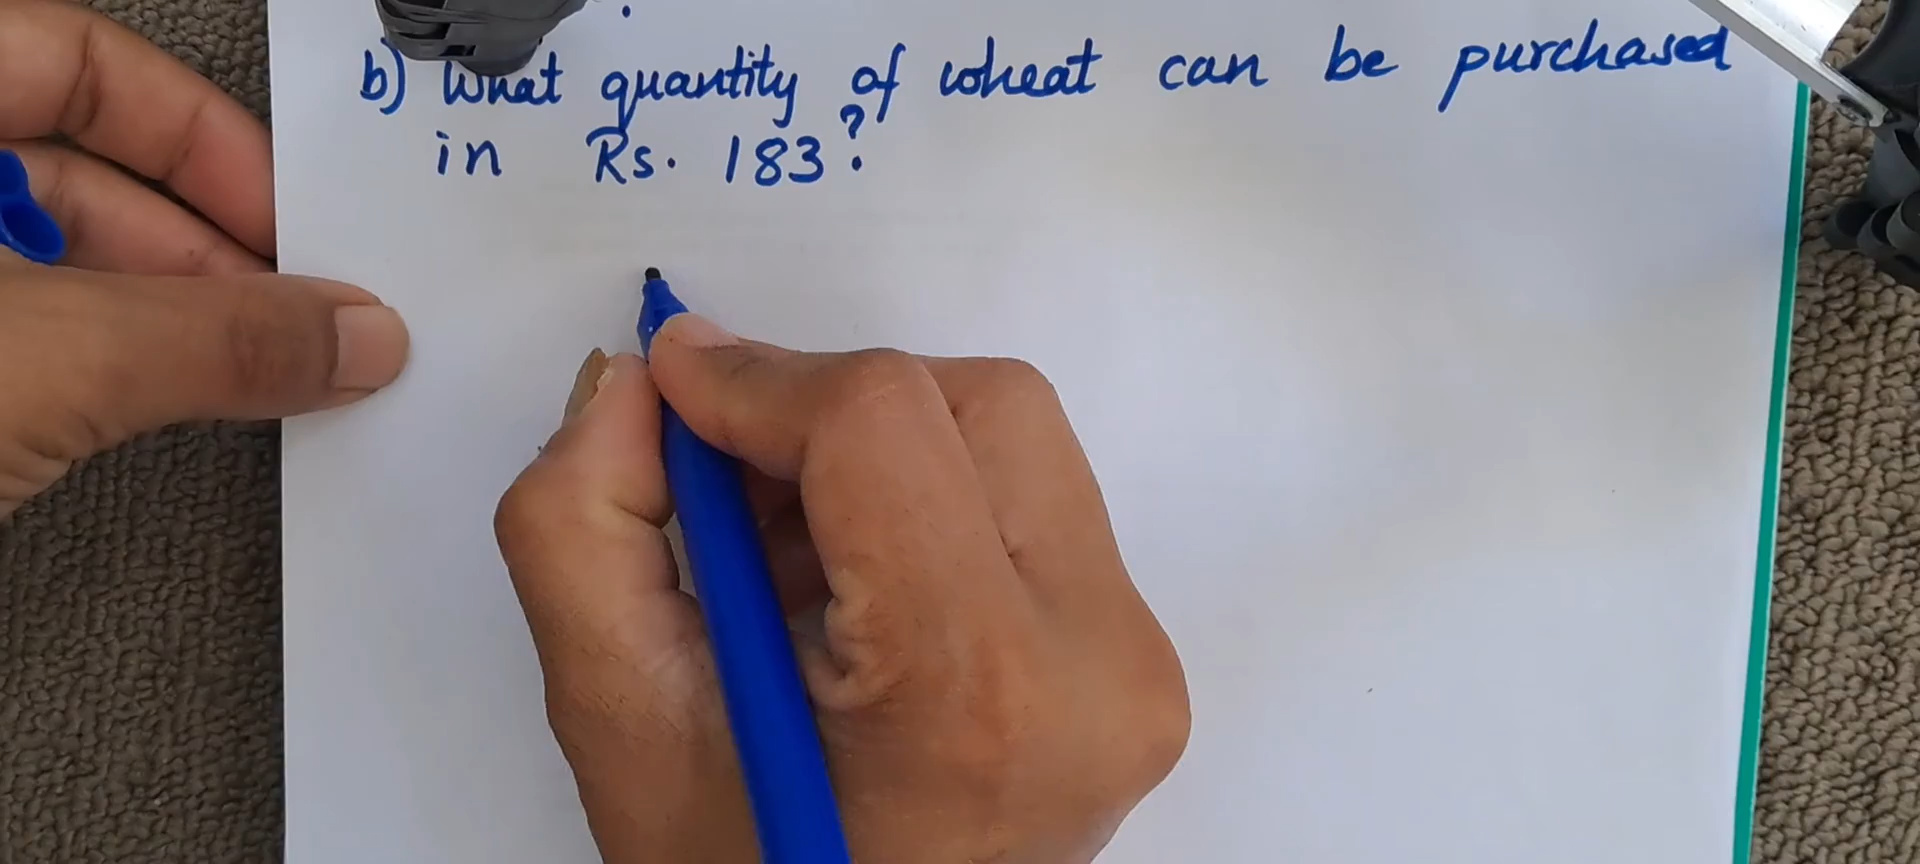 b) What quantity of wheat can be purchased
in Rs. 183?